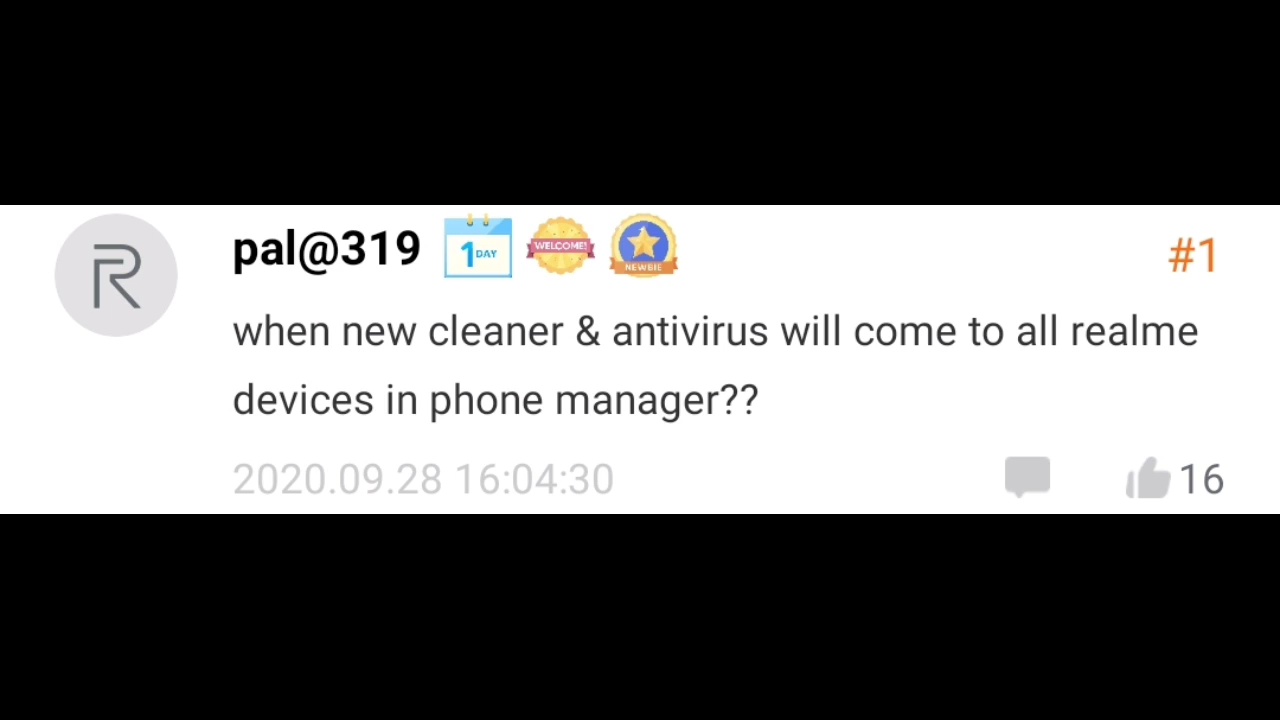 pal@319 1 DAY WELCOME! NEWBIE #1
when new cleaner & antivirus will come to all realme
devices in phone manager??
2020.09.28 16:04:30 16